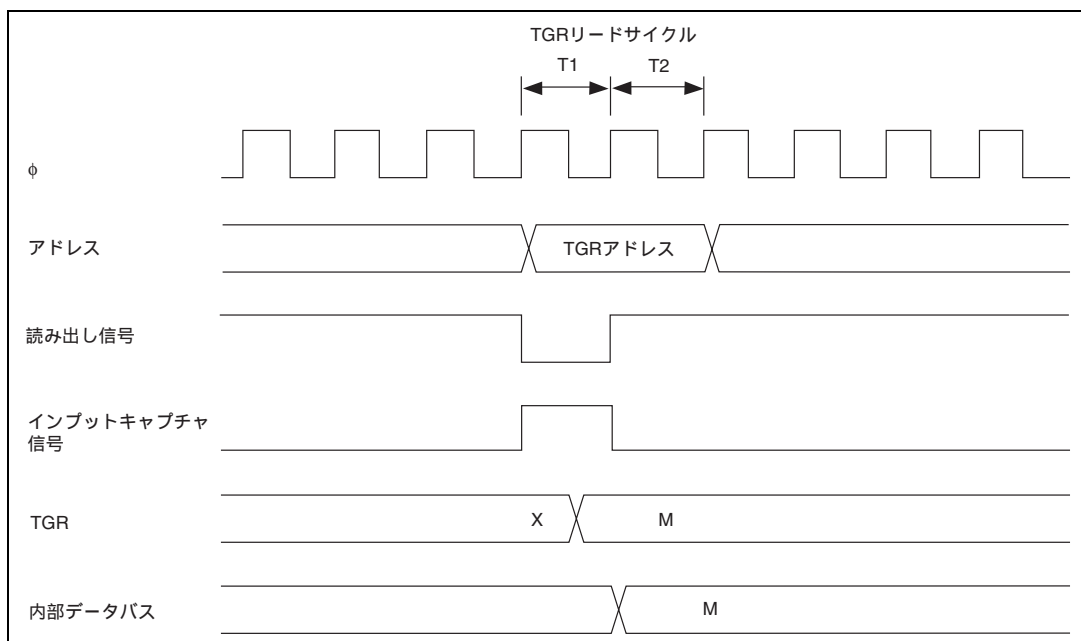 TGRリードサイクル
T1
T2
φ
アドレス
TGRアドレス
読み出し信号
インプットキャプチャ
信号
TGR
X
M
内部データバス
M